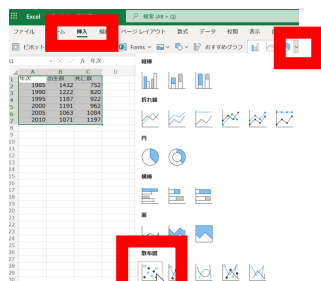 Excel
検索 (Alt + Q)
ファイル ーム 挿入 ページ レイアウト 数式 データ 校閲 表示
ピボット Forms おすすめグラフ
年次
A B C D
年次 出生数 死亡数
1985 1432 752
1990 1222 820
1995 1187 922
2000 1191 962
2005 1063 1084
2010 1071 1197
縦棒
折れ線
円
横棒
面
散布図